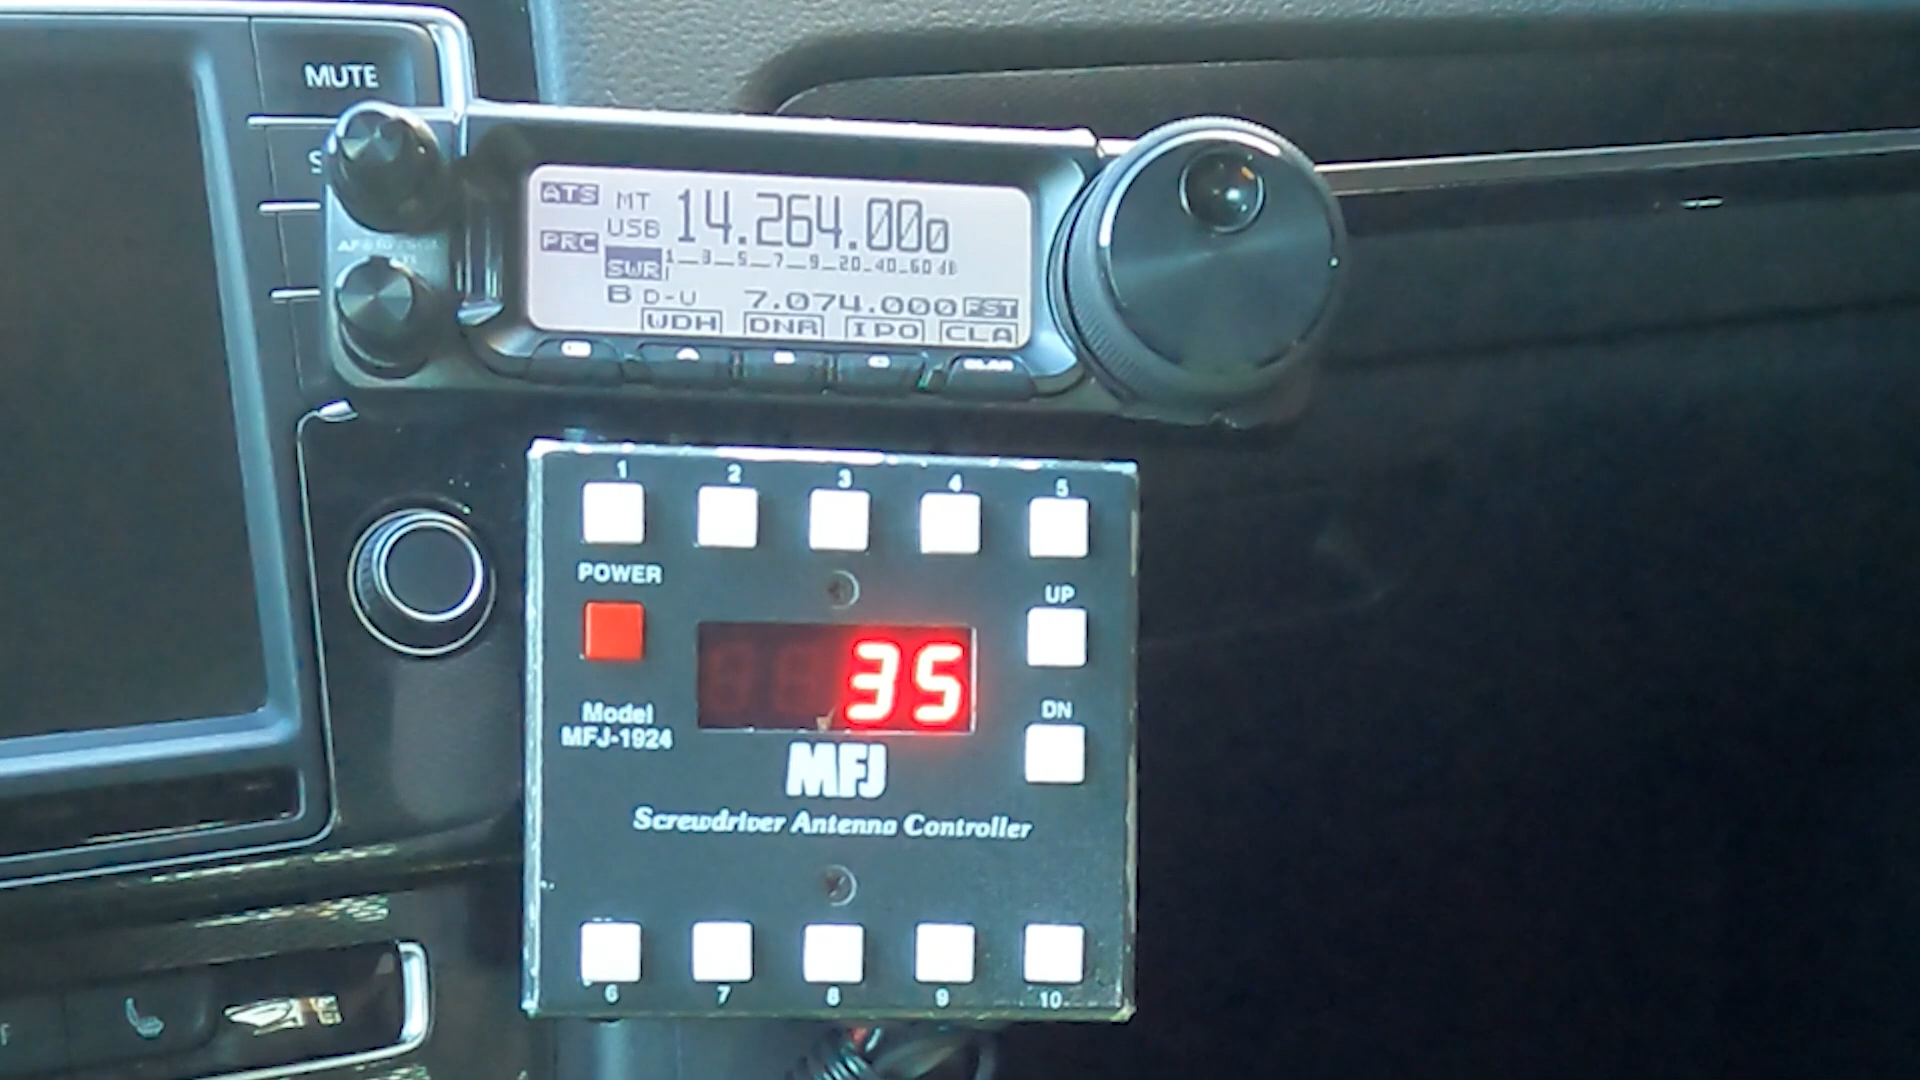 MUTE
ATS MT 14.264.000
USB
PRC
SWR 1 3 5 7 9 20 40 60 dB
B D-U 7.074.000 FST
WDH DNR IPO CLA
1 2 3 4 5
POWER
UP
35
DN
Model
MFJ-1924
MFJ
Screwdriver Antenna Controller
6 7 8 9 10